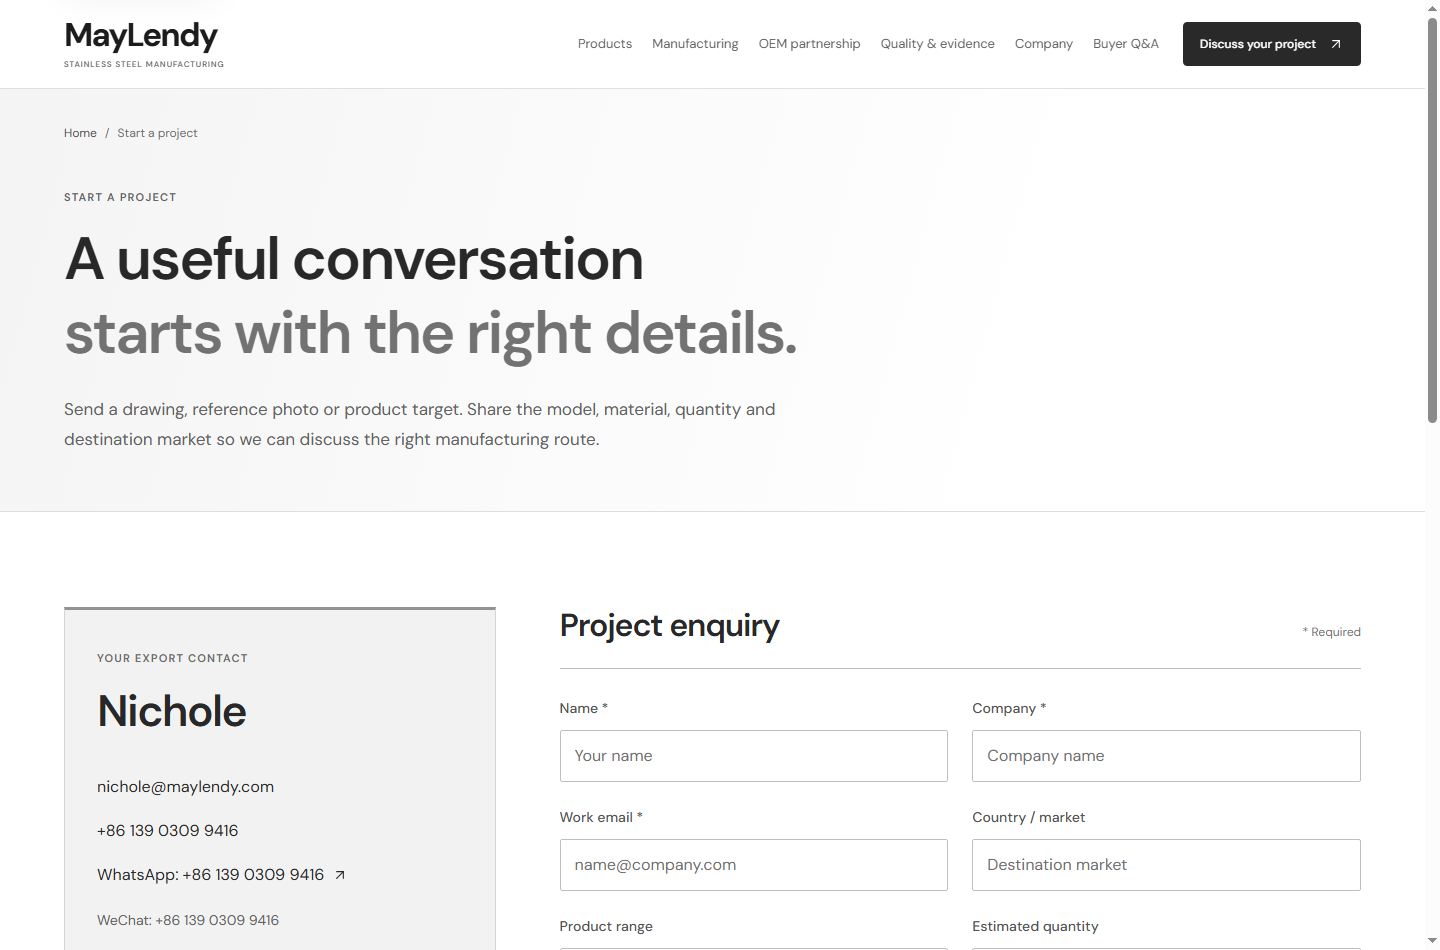 MayLendy
STAINLESS STEEL MANUFACTURING
Products
Manufacturing
OEM partnership
Quality & evidence
Company
Buyer Q&A
Discuss your project
Home / Start a project
START A PROJECT
A useful conversation
starts with the right details.
Send a drawing, reference photo or product target. Share the model, material, quantity and
destination market so we can discuss the right manufacturing route.
YOUR EXPORT CONTACT
Nichole
nichole@maylendy.com
+86 139 0309 9416
WhatsApp: +86 139 0309 9416
WeChat: +86 139 0309 9416
Project enquiry
* Required
Name *
Your name
Company *
Company name
Work email *
name@company.com
Country / market
Destination market
Product range
Estimated quantity